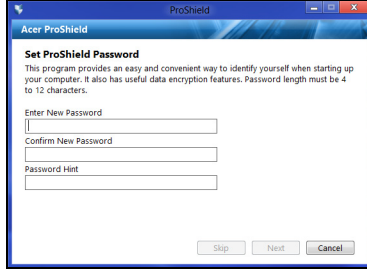 ProShield
Acer ProShield
Set ProShield Password
This program provides an easy and convenient way to identify yourself when starting up
your computer. It also has useful data encryption features. Password length must be 4
to 12 characters.
Enter New Password
Confirm New Password
Password Hint
Skip
Next
Cancel